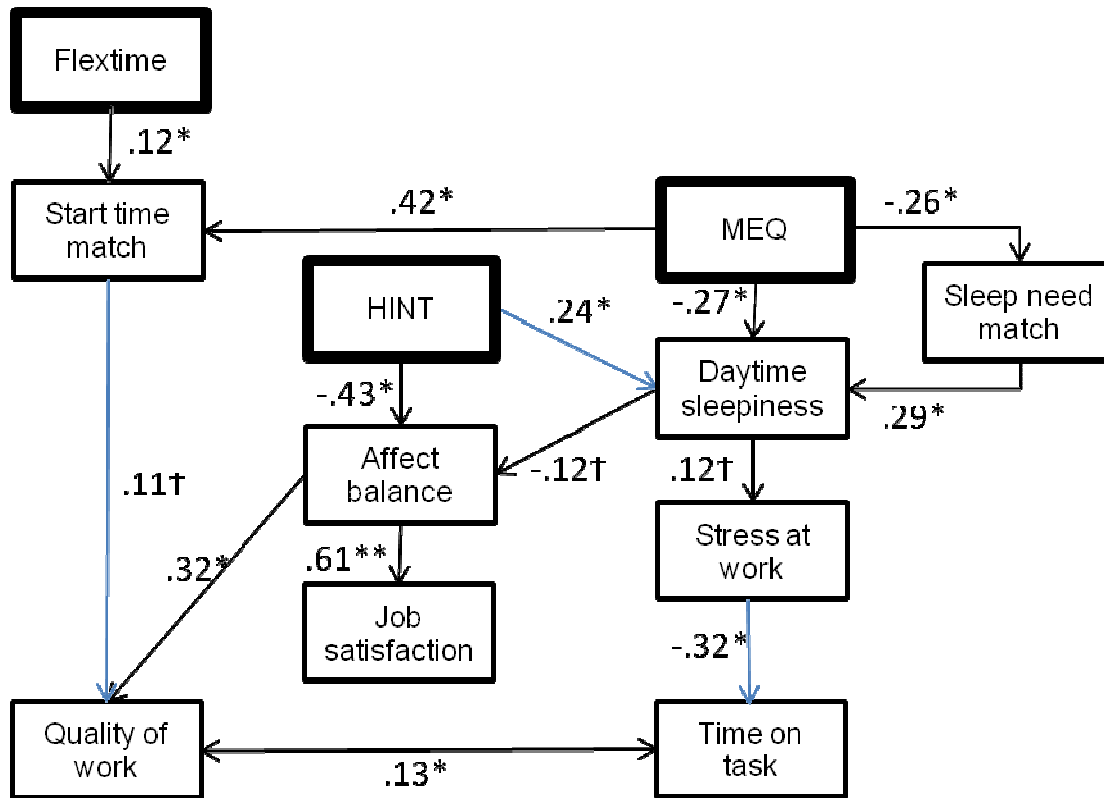 Flextime
.12*
Start time
match
.42*
MEQ
-.26*
HINT
.24*
-.27*
Sleep need
match
-.43*
Daytime
sleepiness
.29*
Affect
balance
-.12†
.12†
.11†
Stress at
work
.32*
.61**
Job
satisfaction
-.32*
Quality of
work
.13*
Time on
task